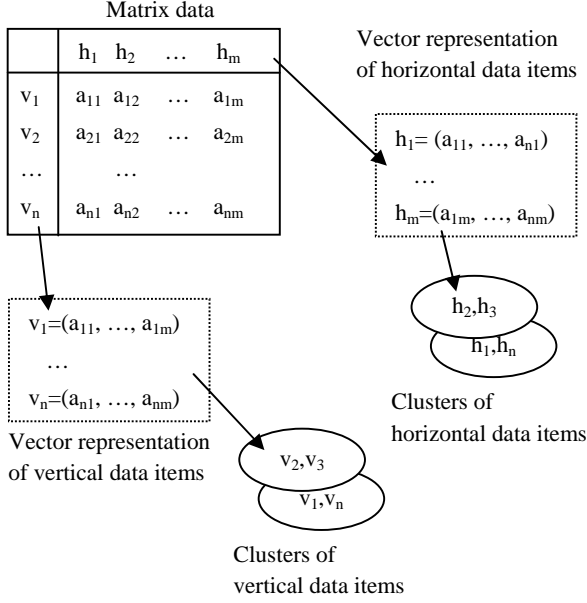 Matrix data
h1 h2 … hm
v1 a11 a12 … a1m
v2 a21 a22 … a2m
… …
vn an1 an2 … anm
Vector representation
of horizontal data items
h1= (a11, …, an1)
…
hm=(a1m, …, anm)
h2,h3
h1,hn
Clusters of
horizontal data items
v1=(a11, …, a1m)
…
vn=(an1, …, anm)
Vector representation
of vertical data items
v2,v3
v1,vn
Clusters of
vertical data items